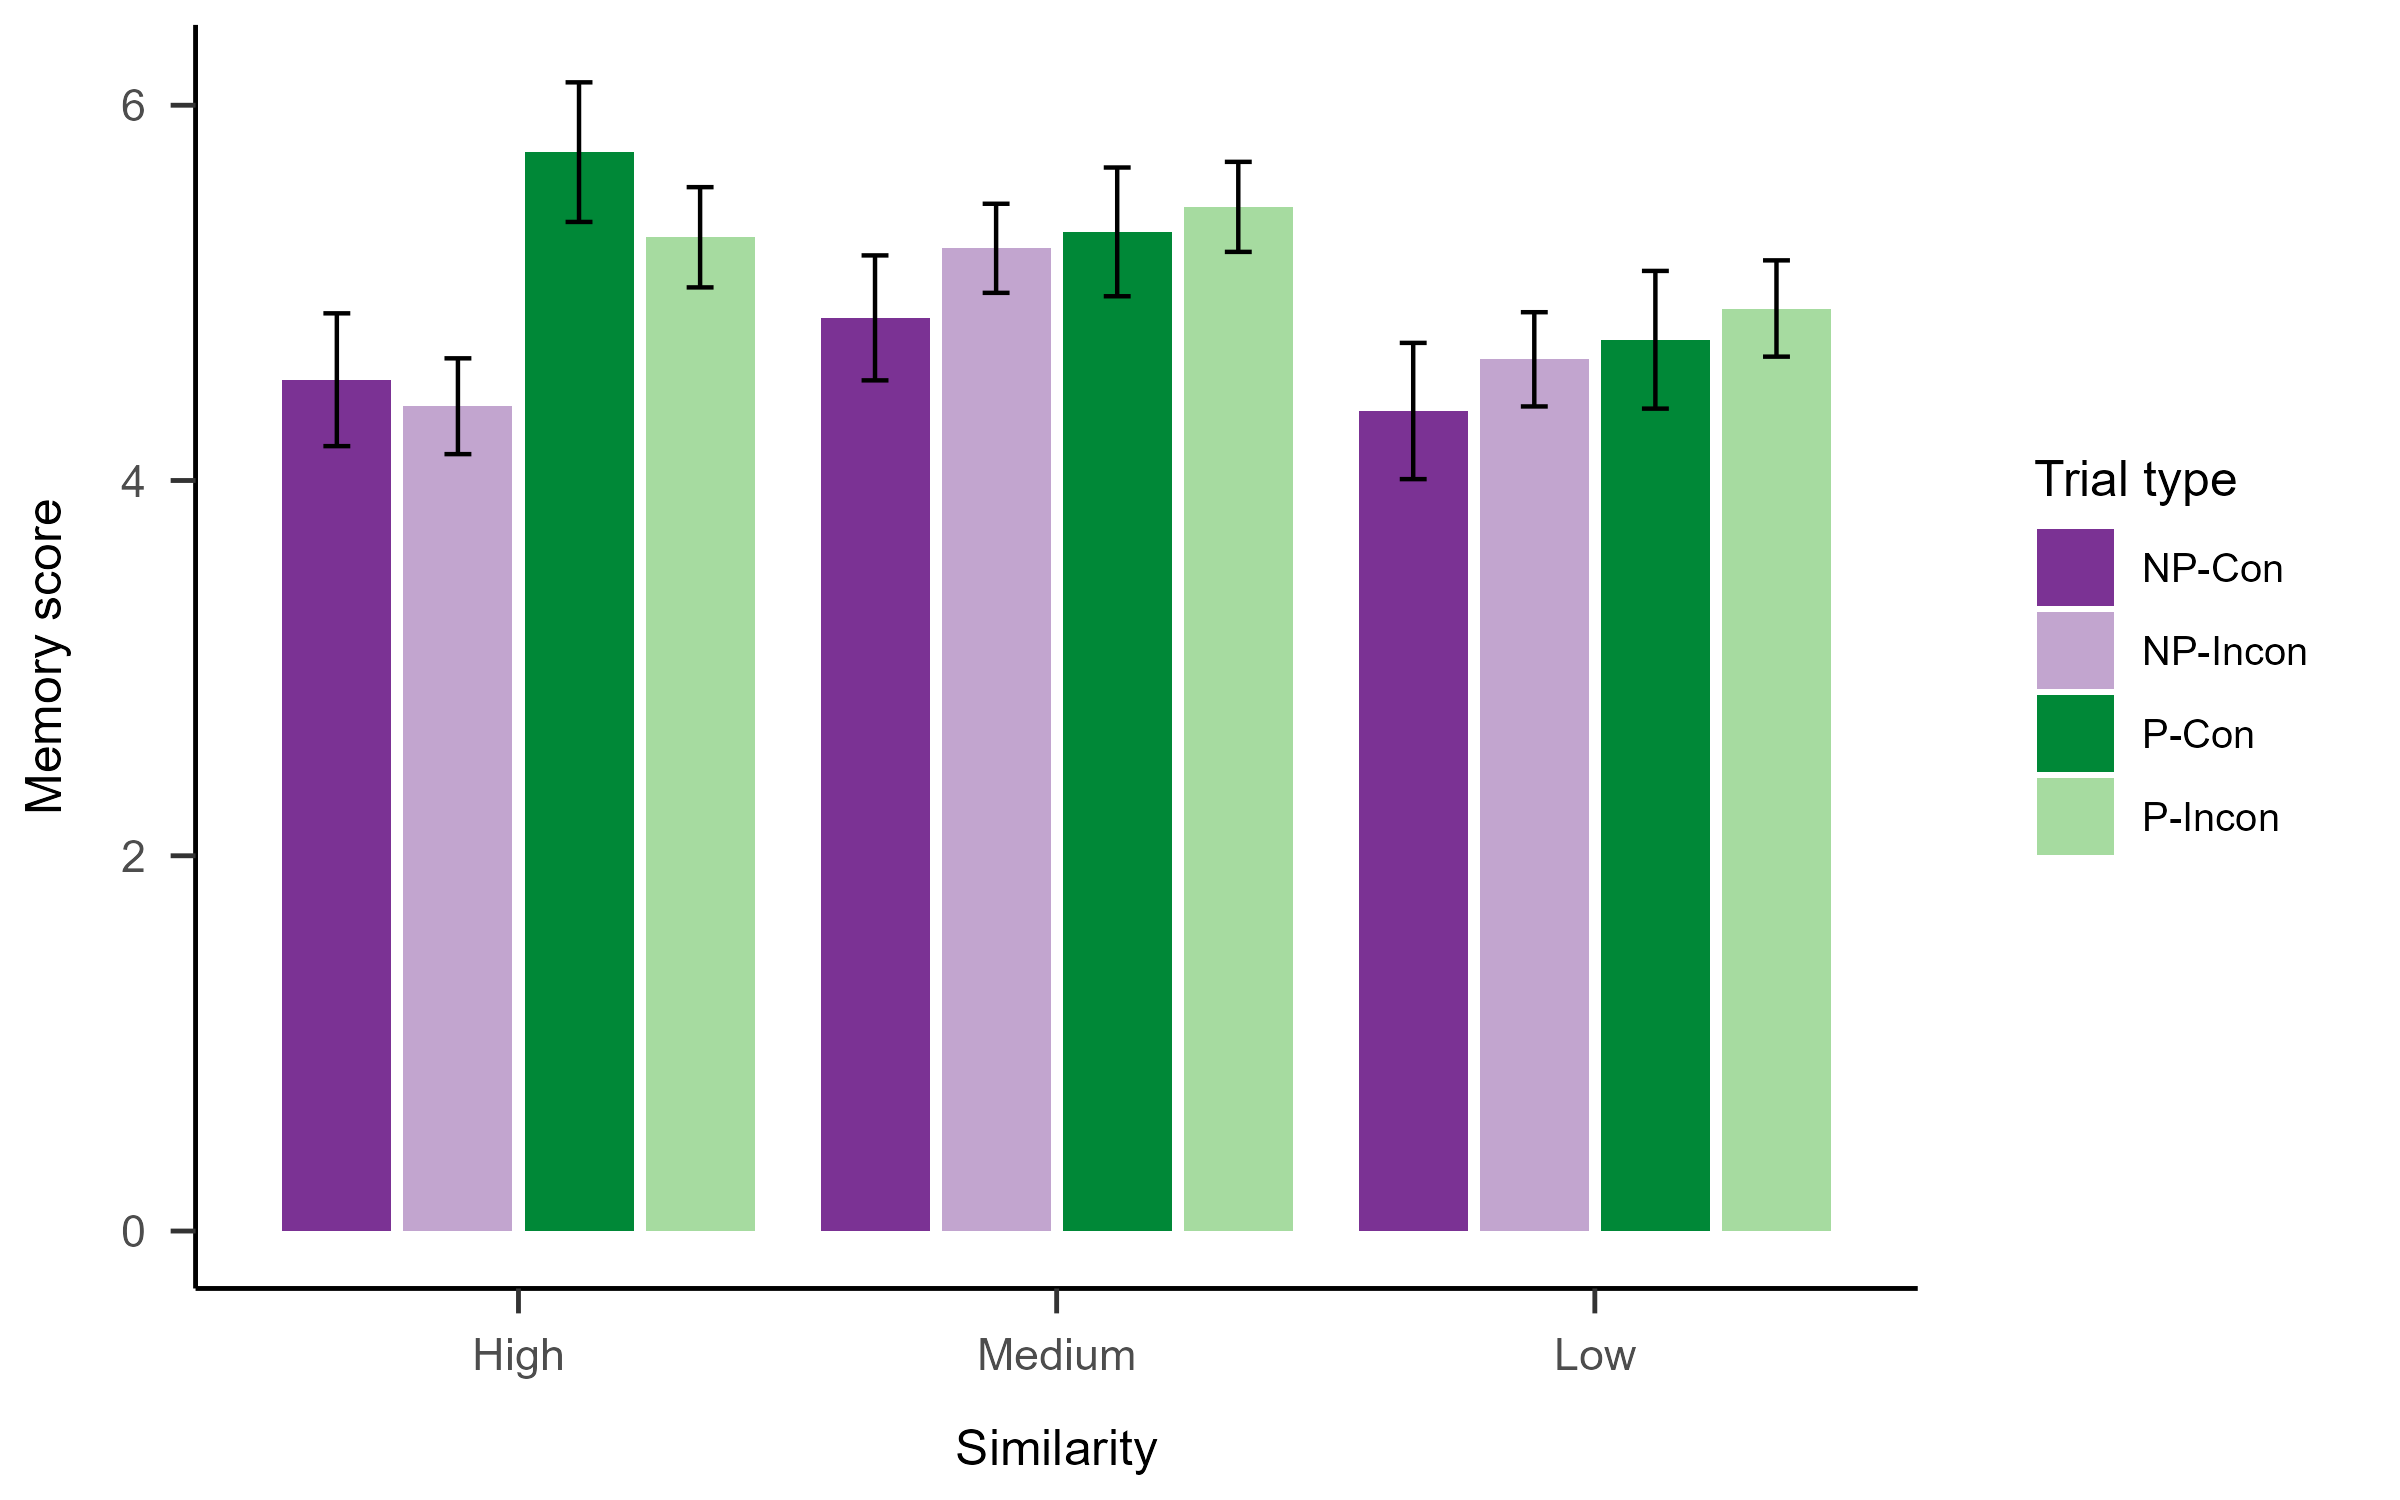 6
4
2
0
Memory score
High Medium Low
Similarity
Trial type
NP-Con
NP-Incon
P-Con
P-Incon